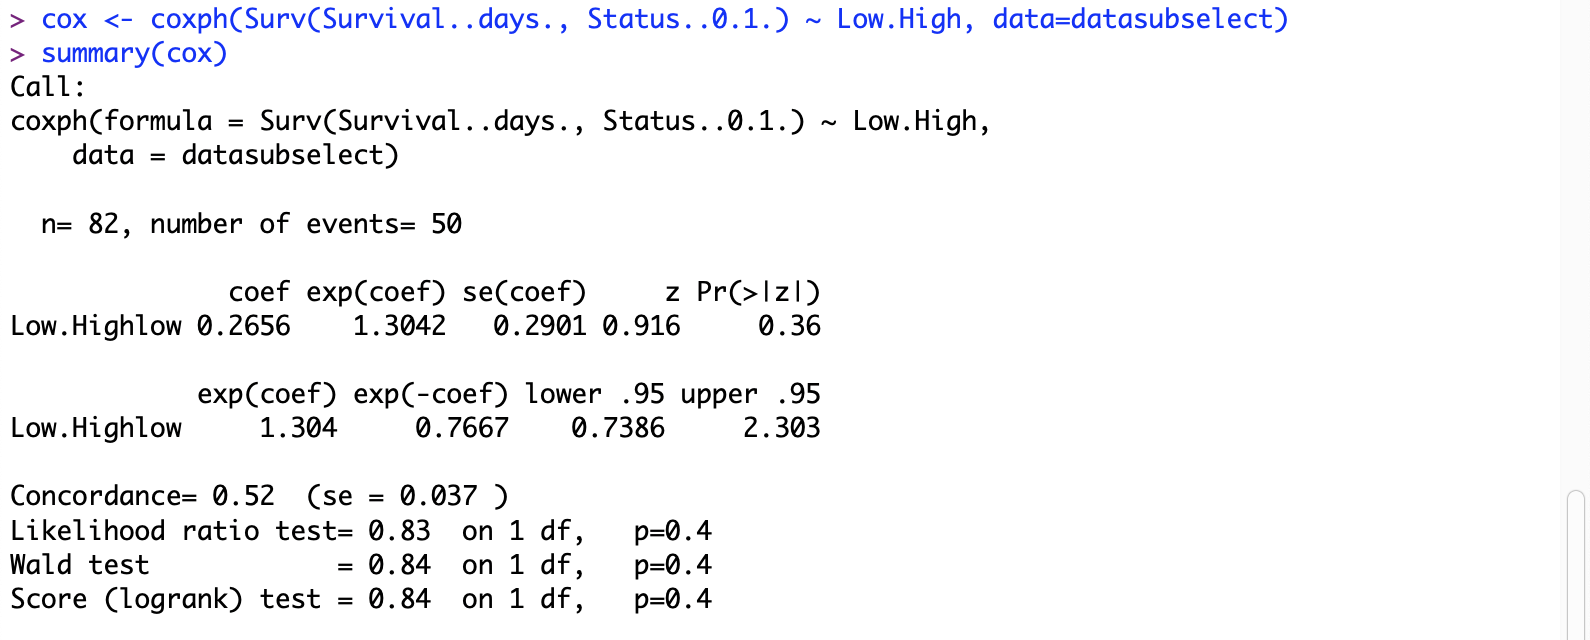 > cox <- coxph(Surv(Survival..days., Status..0.1.) ~ Low.High, data=datasubselect)
> summary(cox)
Call:
coxph(formula = Surv(Survival..days., Status..0.1.) ~ Low.High,
    data = datasubselect)

  n= 82, number of events= 50

              coef exp(coef) se(coef)     z Pr(>|z|)
Low.Highlow 0.2656    1.3042   0.2901 0.916     0.36

            exp(coef) exp(-coef) lower .95 upper .95
Low.Highlow     1.304     0.7667    0.7386     2.303

Concordance= 0.52  (se = 0.037 )
Likelihood ratio test= 0.83  on 1 df,   p=0.4
Wald test            = 0.84  on 1 df,   p=0.4
Score (logrank) test = 0.84  on 1 df,   p=0.4